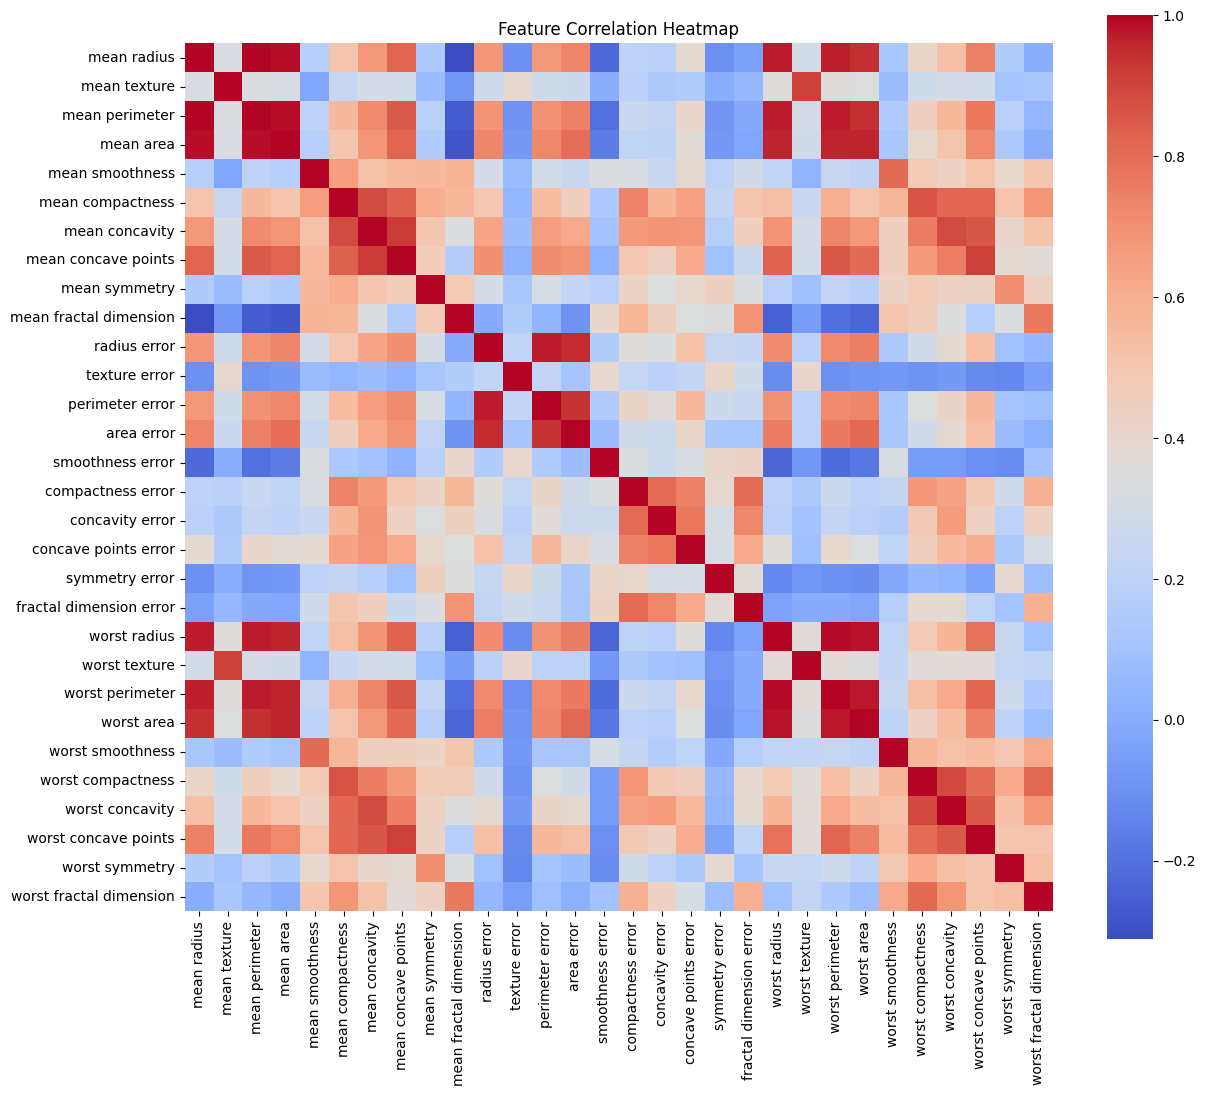 Feature Correlation Heatmap
mean radius
mean texture
mean perimeter
mean area
mean smoothness
mean compactness
mean concavity
mean concave points
mean symmetry
mean fractal dimension
radius error
texture error
perimeter error
area error
smoothness error
compactness error
concavity error
concave points error
symmetry error
fractal dimension error
worst radius
worst texture
worst perimeter
worst area
worst smoothness
worst compactness
worst concavity
worst concave points
worst symmetry
worst fractal dimension
mean radius
mean texture
mean perimeter
mean area
mean smoothness
mean compactness
mean concavity
mean concave points
mean symmetry
mean fractal dimension
radius error
texture error
perimeter error
area error
smoothness error
compactness error
concavity error
concave points error
symmetry error
fractal dimension error
worst radius
worst texture
worst perimeter
worst area
worst smoothness
worst compactness
worst concavity
worst concave points
worst symmetry
worst fractal dimension
1.0
0.8
0.6
0.4
0.2
0.0
−0.2